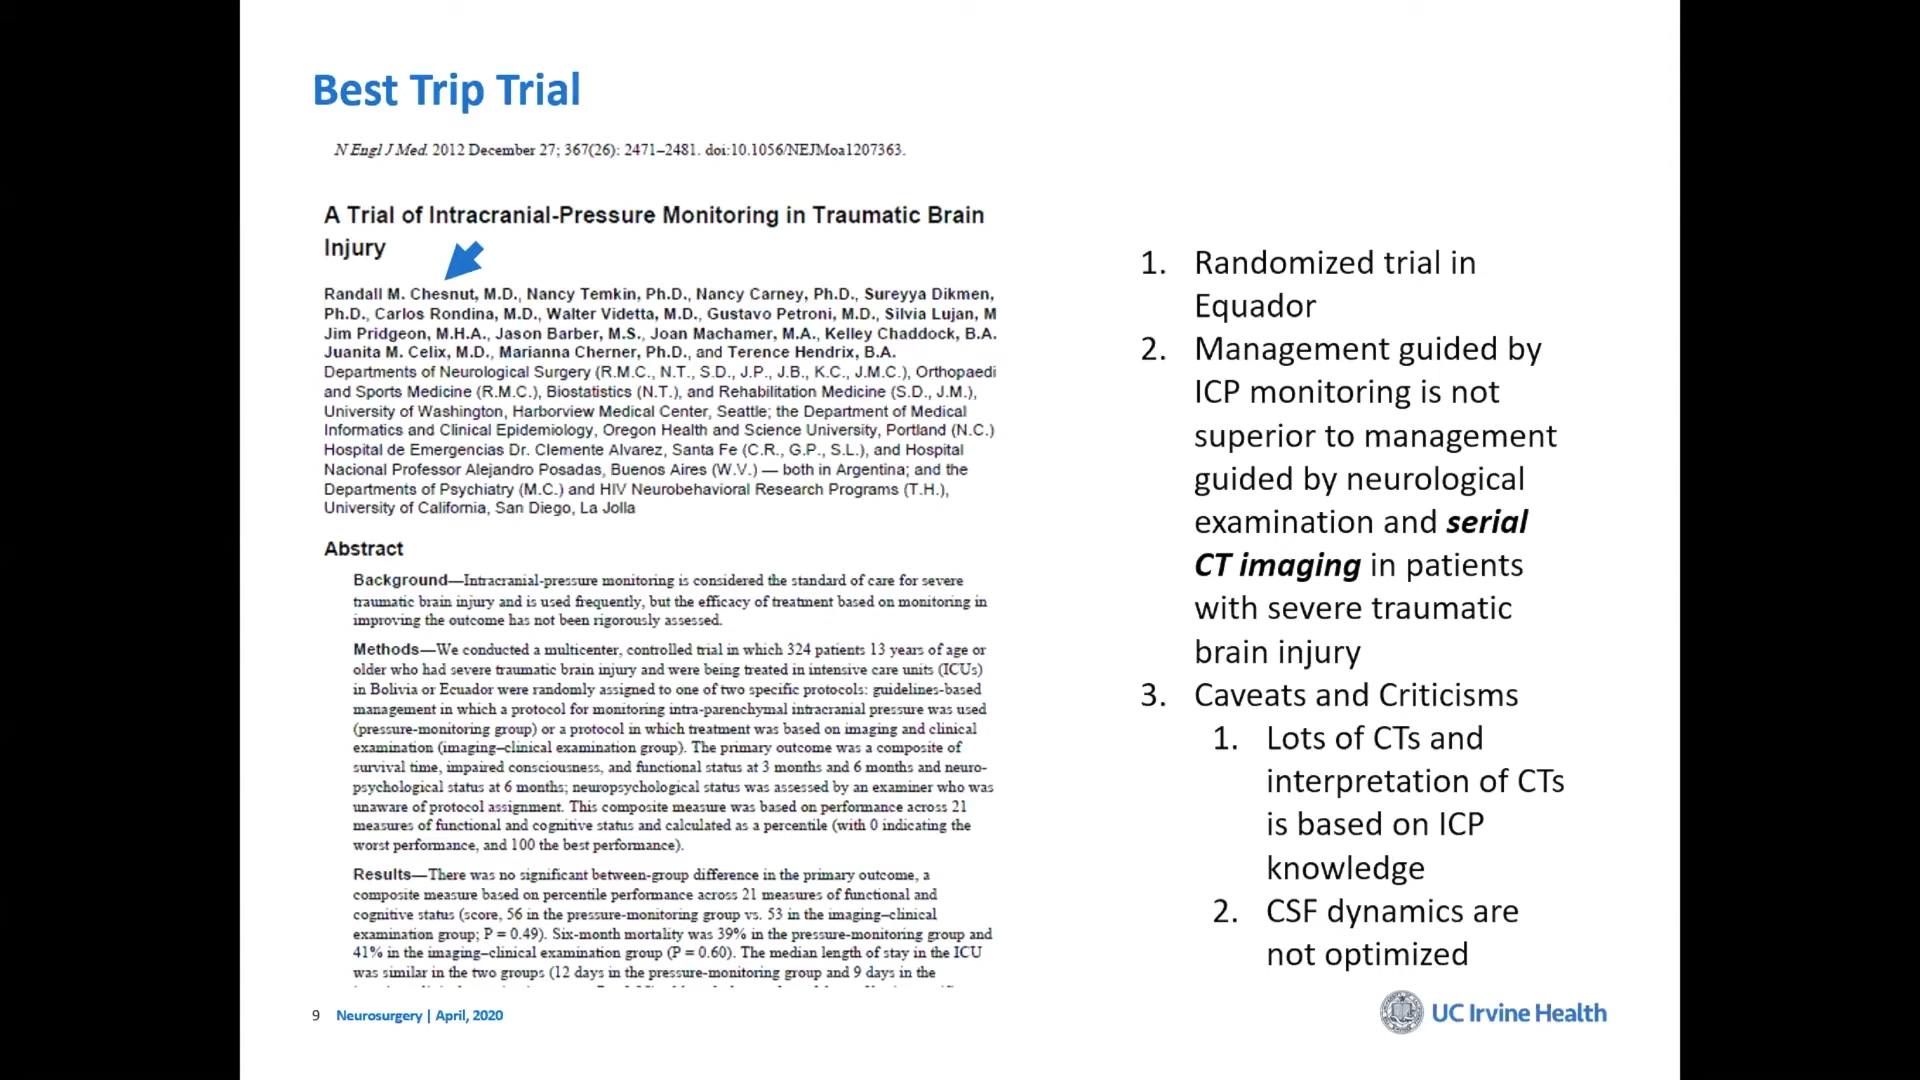 Best Trip Trial
N Engl J Med. 2012 December 27; 367(26): 2471–2481. doi:10.1056/NEJMoa1207363.
A Trial of Intracranial-Pressure Monitoring in Traumatic Brain
Injury
Randall M. Chesnut, M.D., Nancy Temkin, Ph.D., Nancy Carney, Ph.D., Sureyya Dikmen,
Ph.D., Carlos Rondina, M.D., Walter Videtta, M.D., Gustavo Petroni, M.D., Silvia Lujan, M
Jim Pridgeon, M.H.A., Jason Barber, M.S., Joan Machamer, M.A., Kelley Chaddock, B.A.
Juanita M. Celix, M.D., Marianna Cherner, Ph.D., and Terence Hendrix, B.A.
Departments of Neurological Surgery (R.M.C., N.T., S.D., J.P., J.B., K.C., J.M.C.), Orthopaedi
and Sports Medicine (R.M.C.), Biostatistics (N.T.), and Rehabilitation Medicine (S.D., J.M.),
University of Washington, Harborview Medical Center, Seattle; the Department of Medical
Informatics and Clinical Epidemiology, Oregon Health and Science University, Portland (N.C.)
Hospital de Emergencias Dr. Clemente Alvarez, Santa Fe (C.R., G.P., S.L.), and Hospital
Nacional Professor Alejandro Posadas, Buenos Aires (W.V.) — both in Argentina; and the
Departments of Psychiatry (M.C.) and HIV Neurobehavioral Research Programs (T.H.),
University of California, San Diego, La Jolla
Abstract
Background—Intracranial-pressure monitoring is considered the standard of care for severe
traumatic brain injury and is used frequently, but the efficacy of treatment based on monitoring in
improving the outcome has not been rigorously assessed.
Methods—We conducted a multicenter, controlled trial in which 324 patients 13 years of age or
older who had severe traumatic brain injury and were being treated in intensive care units (ICUs)
in Bolivia or Ecuador were randomly assigned to one of two specific protocols: guidelines-based
management in which a protocol for monitoring intra-parenchymal intracranial pressure was used
(pressure-monitoring group) or a protocol in which treatment was based on imaging and clinical
examination (imaging–clinical examination group). The primary outcome was a composite of
survival time, impaired consciousness, and functional status at 3 months and 6 months and neuro-
psychological status at 6 months; neuropsychological status was assessed by an examiner who was
unaware of protocol assignment. This composite measure was based on performance across 21
measures of functional and cognitive status and calculated as a percentile (with 0 indicating the
worst performance, and 100 the best performance).
Results—There was no significant between-group difference in the primary outcome, a
composite measure based on percentile performance across 21 measures of functional and
cognitive status (score, 56 in the pressure-monitoring group vs. 53 in the imaging–clinical
examination group; P = 0.49). Six-month mortality was 39% in the pressure-monitoring group and
41% in the imaging–clinical examination group (P = 0.60). The median length of stay in the ICU
was similar in the two groups (12 days in the pressure-monitoring group and 9 days in the
1. Randomized trial in
Equador
2. Management guided by
ICP monitoring is not
superior to management
guided by neurological
examination and serial
CT imaging in patients
with severe traumatic
brain injury
3. Caveats and Criticisms
1. Lots of CTs and
interpretation of CTs
is based on ICP
knowledge
2. CSF dynamics are
not optimized
9 Neurosurgery | April, 2020
UC Irvine Health